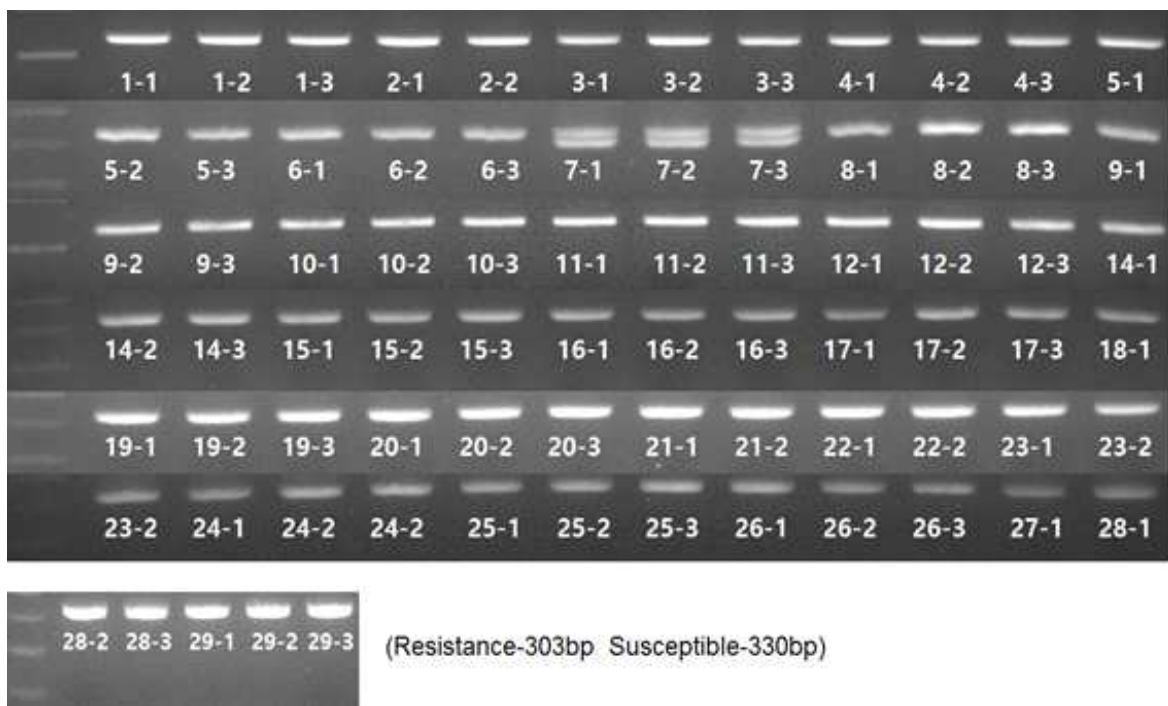 1-1 1-2 1-3 2-1 2-2 3-1 3-2 3-3 4-1 4-2 4-3 5-1
5-2 5-3 6-1 6-2 6-3 7-1 7-2 7-3 8-1 8-2 8-3 9-1
9-2 9-3 10-1 10-2 10-3 11-1 11-2 11-3 12-1 12-2 12-3 14-1
14-2 14-3 15-1 15-2 15-3 16-1 16-2 16-3 17-1 17-2 17-3 18-1
19-1 19-2 19-3 20-1 20-2 20-3 21-1 21-2 22-1 22-2 23-1 23-2
23-2 24-1 24-2 24-2 25-1 25-2 25-3 26-1 26-2 26-3 27-1 28-1
28-2 28-3 29-1 29-2 29-3
(Resistance-303bp Susceptible-330bp)